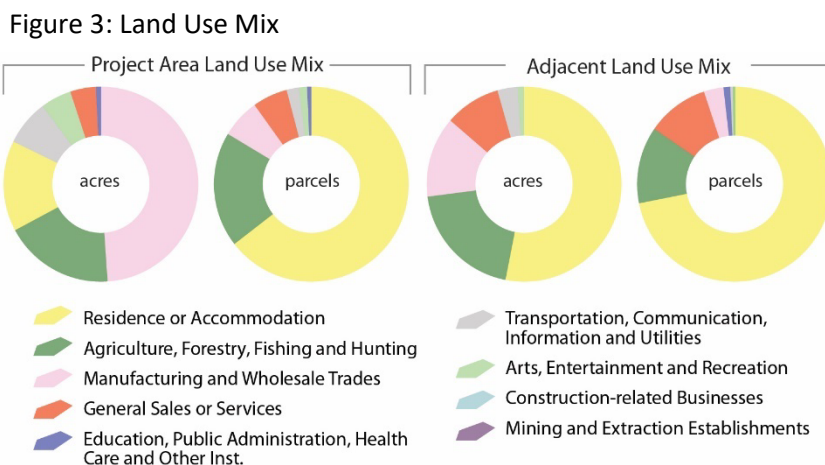 Figure 3: Land Use Mix
Project Area Land Use Mix
Adjacent Land Use Mix
acres
parcels
acres
parcels
Residence or Accommodation
Agriculture, Forestry, Fishing and Hunting
Manufacturing and Wholesale Trades
General Sales or Services
Education, Public Administration, Health
Care and Other Inst.
Transportation, Communication,
Information and Utilities
Arts, Entertainment and Recreation
Construction-related Businesses
Mining and Extraction Establishments